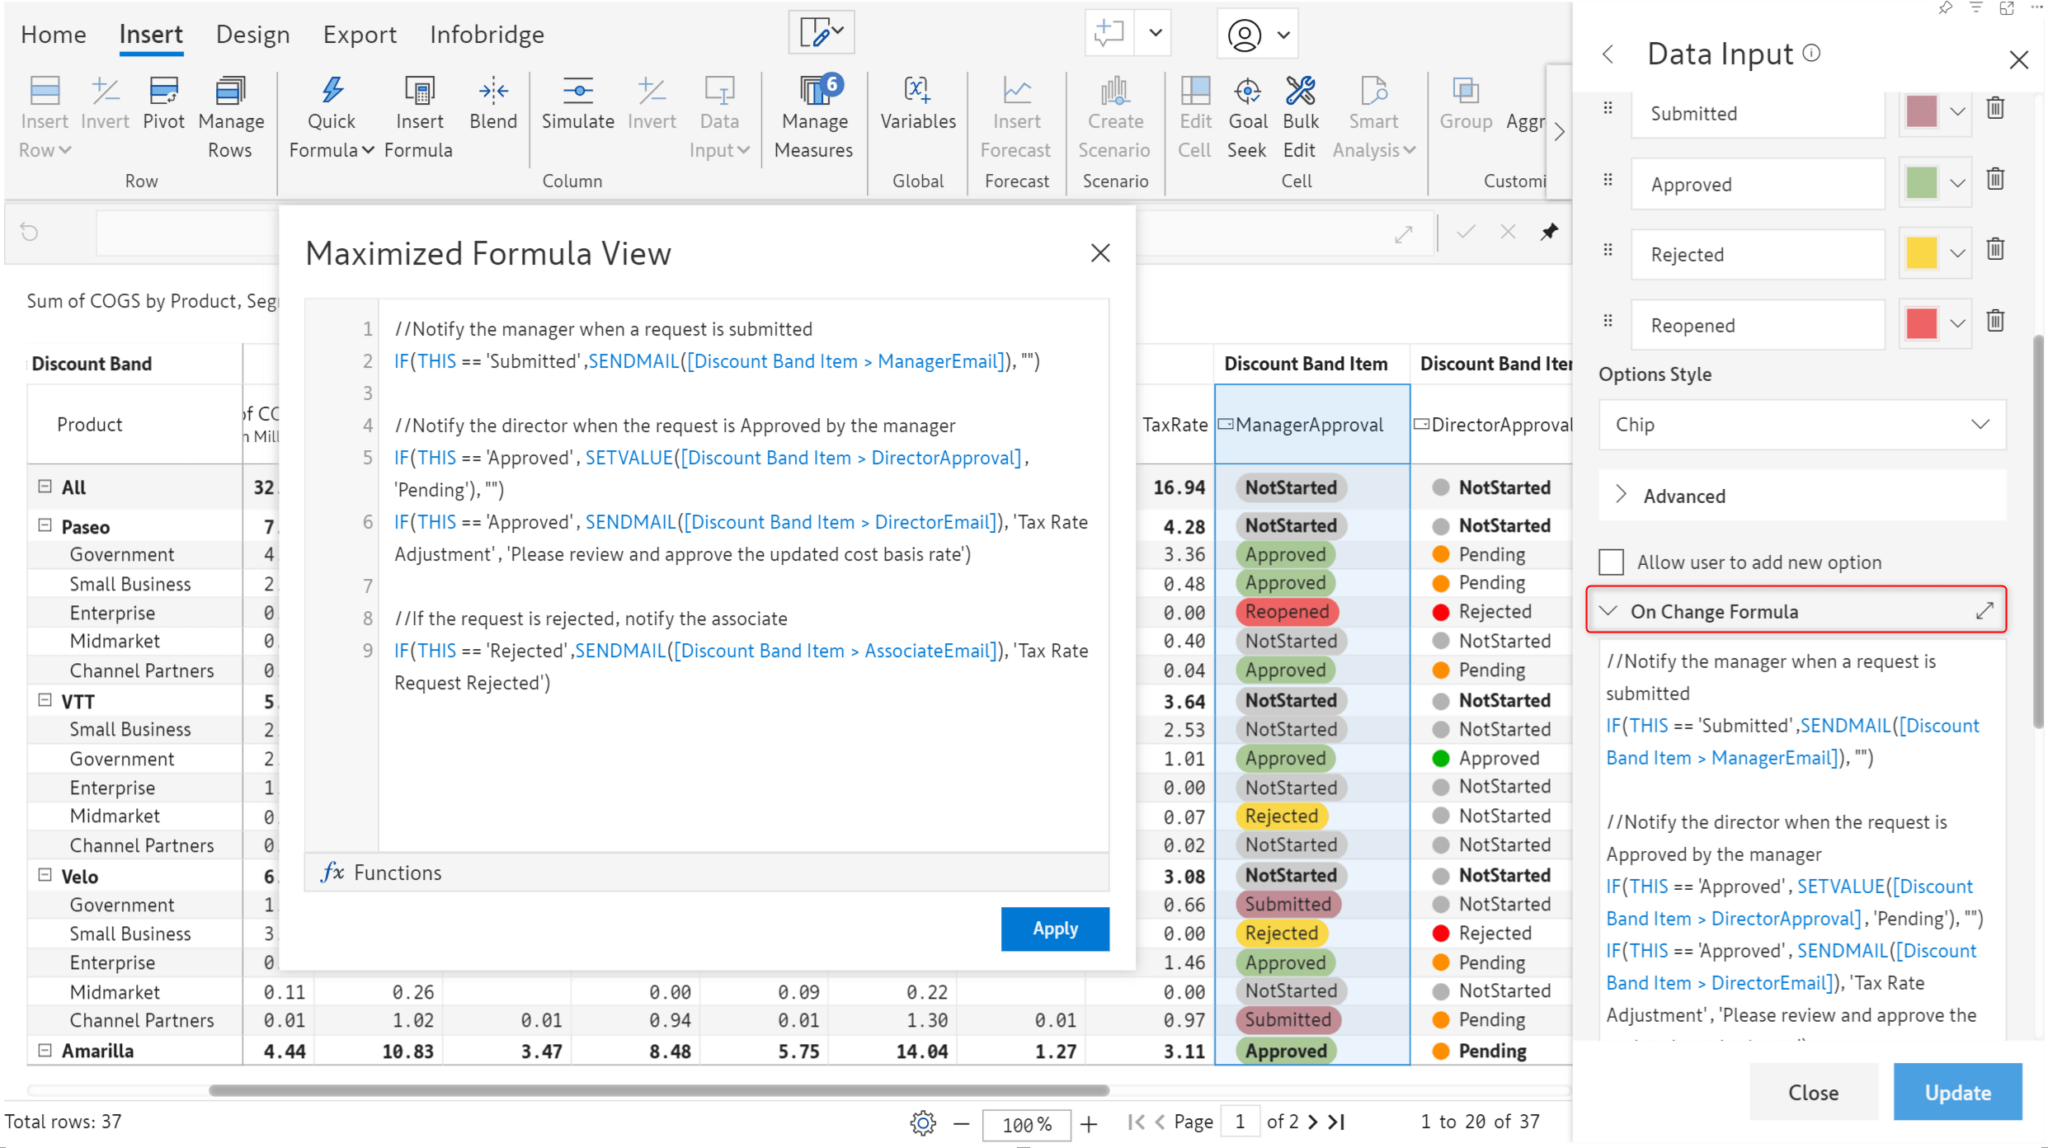 Home Insert Design Export Infobridge
Insert Row
Invert
Pivot
Manage Rows
Row
Quick Formula
Insert Formula
Blend
Simulate
Invert
Data Input
Column
6
Manage Measures
Variables
Global
Insert Forecast
Forecast
Create Scenario
Scenario
Edit Cell
Goal Seek
Bulk Edit
Smart Analysis
Cell
Group
Aggr
Customi
Sum of COGS by Product, Seg
Discount Band
Product
of CO
n Mill
TaxRate
Discount Band Item
ManagerApproval
Discount Band Iter
DirectorApproval
All 32 16.94 NotStarted NotStarted
Paseo 7. 4.28 NotStarted NotStarted
Government 4 3.36 Approved Pending
Small Business 2. 0.48 Approved Pending
Enterprise 0. 0.00 Reopened Rejected
Midmarket 0. 0.40 NotStarted NotStarted
Channel Partners 0. 0.04 Approved Pending
VTT 5. 3.64 NotStarted NotStarted
Small Business 2. 2.53 NotStarted NotStarted
Government 2. 1.01 Approved Approved
Enterprise 1. 0.00 NotStarted NotStarted
Midmarket 0. 0.07 Rejected NotStarted
Channel Partners 0. 0.02 NotStarted NotStarted
Velo 6. 3.08 NotStarted NotStarted
Government 1 0.66 Submitted NotStarted
Small Business 3. 0.00 Rejected Rejected
Enterprise 0. 1.46 Approved Pending
Midmarket 0.11 0.26 0.00 0.09 0.22 0.00 NotStarted NotStarted
Channel Partners 0.01 1.02 0.01 0.94 0.01 1.30 0.01 0.97 Submitted Pending
Amarilla 4.44 10.83 3.47 8.48 5.75 14.04 1.27 3.11 Approved Pending
Total rows: 37
100 %
Page 1 of 2
1 to 20 of 37
Maximized Formula View
1 //Notify the manager when a request is submitted
2 IF(THIS == 'Submitted',SENDMAIL([Discount Band Item > ManagerEmail]), "")
3
4 //Notify the director when the request is Approved by the manager
5 IF(THIS == 'Approved', SETVALUE([Discount Band Item > DirectorApproval],
'Pending'), "")
6 IF(THIS == 'Approved', SENDMAIL([Discount Band Item > DirectorEmail]), 'Tax Rate
Adjustment', 'Please review and approve the updated cost basis rate')
7
8 //If the request is rejected, notify the associate
9 IF(THIS == 'Rejected',SENDMAIL([Discount Band Item > AssociateEmail]), 'Tax Rate
Request Rejected')
fx Functions
Apply
Data Input
Submitted
Approved
Rejected
Reopened
Options Style
Chip
Advanced
Allow user to add new option
On Change Formula
//Notify the manager when a request is
submitted
IF(THIS == 'Submitted',SENDMAIL([Discount
Band Item > ManagerEmail]), "")
//Notify the director when the request is
Approved by the manager
IF(THIS == 'Approved', SETVALUE([Discount
Band Item > DirectorApproval], 'Pending'), "")
IF(THIS == 'Approved', SENDMAIL([Discount
Band Item > DirectorEmail]), 'Tax Rate
Adjustment', 'Please review and approve the
Close
Update